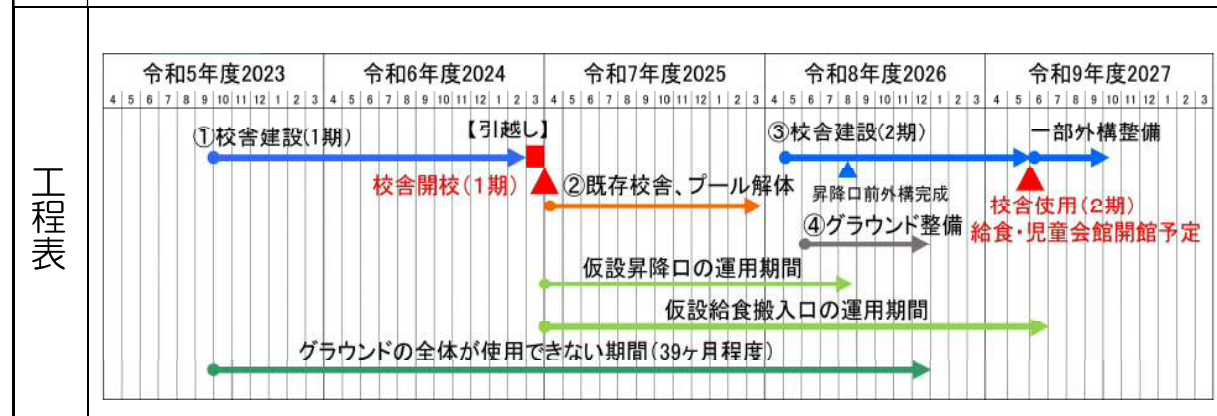 工程表
令和5年度2023 令和6年度2024 令和7年度2025 令和8年度2026 令和9年度2027
4 5 6 7 8 9 10 11 12 1 2 3 4 5 6 7 8 9 10 11 12 1 2 3 4 5 6 7 8 9 10 11 12 1 2 3 4 5 6 7 8 9 10 11 12 1 2 3 4 5 6 7 8 9 10 11 12 1 2 3
①校舎建設(1期)
【引越し】
③校舎建設(2期)
一部外構整備
校舎開校(1期)
②既存校舎、プール解体
昇降口前外構完成
校舎使用(2期)
給食・児童会館開館予定
④グラウンド整備
仮設昇降口の運用期間
仮設給食搬入口の運用期間
グラウンドの全体が使用できない期間(39ヶ月程度)